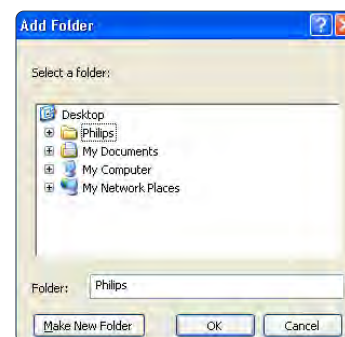 Add Folder
Select a folder:
Desktop
Philips
My Documents
My Computer
My Network Places
Folder: Philips
Make New Folder OK Cancel